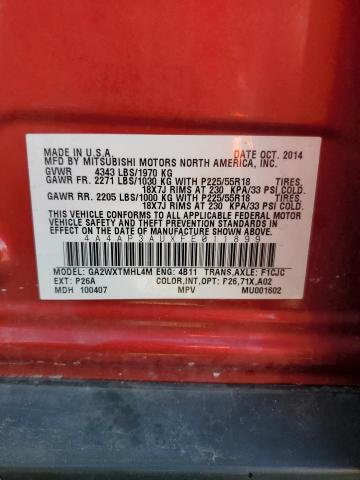 MADE IN U.S.A. DATE OCT. 2014
MFD BY MITSUBISHI MOTORS NORTH AMERICA, INC.
GVWR 4343 LBS/1970 KG
GAWR FR. 2271 LBS/1030 KG WITH P225/55R18 TIRES,
18X7J RIMS AT 230 KPA/33 PSI COLD.
GAWR RR. 2205 LBS/1000 KG WITH P225/55R18 TIRES,
18X7J RIMS AT 230 KPA/33 PSI COLD.
THIS VEHICLE CONFORMS TO ALL APPLICABLE FEDERAL MOTOR
VEHICLE SAFETY AND THEFT PREVENTION STANDARDS IN
EFFECT ON THE DATE OF MANUFACTURE SHOWN ABOVE.
4A4AP3AUXFE011899
MODEL: GA2WXTMHL4M ENG: 4B11 TRANS,AXLE: F1CJC
EXT: P26A COLOR,INT,OPT: P26,71X,A02
MDH 100407 MPV MU001602